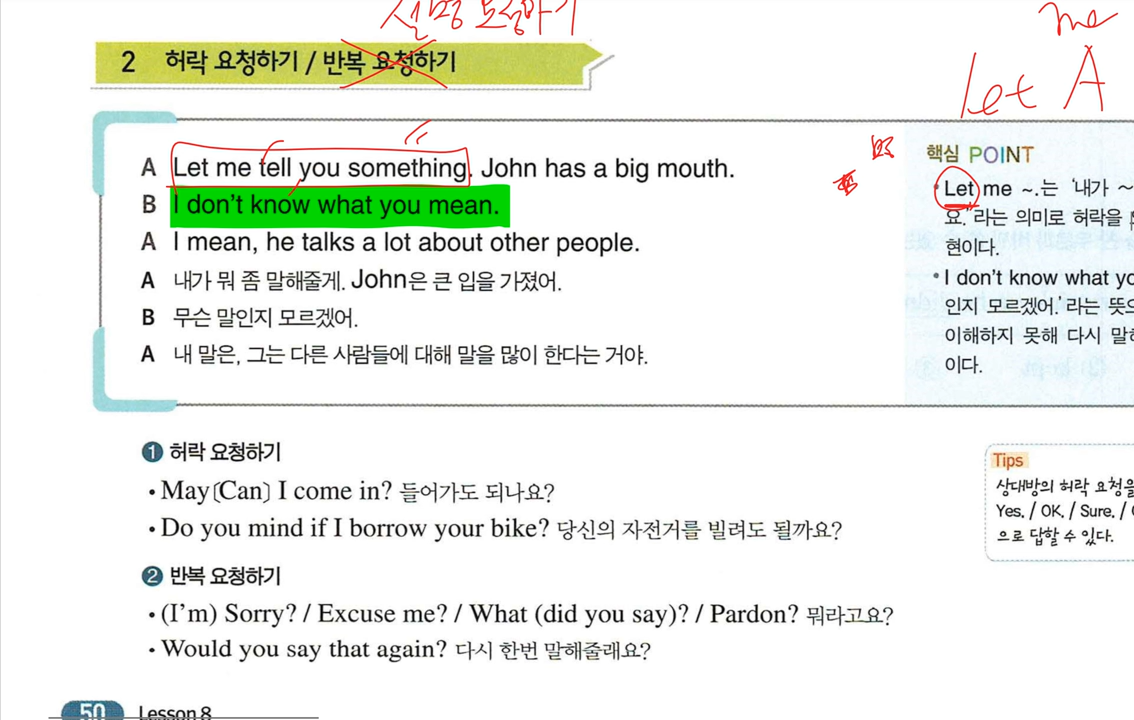 설명 요청하기
me
2 허락 요청하기 / 반복 요청하기
Let A
A Let me tell you something. John has a big mouth.
B I don't know what you mean.
A I mean, he talks a lot about other people.
A 내가 뭐 좀 말해줄게. John은 큰 입을 가졌어.
B 무슨 말인지 모르겠어.
A 내 말은, 그는 다른 사람들에 대해 말을 많이 한다는 거야.
핵심 POINT
• Let me ~.는 '내가 ~
요.'라는 의미로 허락을
현이다.
• I don't know what
인지 모르겠어.'라는
이해하지 못해 다시
이다.
1 허락 요청하기
• May(Can) I come in? 들어가도 되나요?
• Do you mind if I borrow your bike? 당신의 자전거를 빌려도 될까요?
2 반복 요청하기
• (I'm) Sorry? / Excuse me? / What (did you say)? / Pardon? 뭐라고요?
• Would you say that again? 다시 한번 말해줄래요?
Tips
상대방의 허락 요청을
Yes. / OK. / Sure. /
으로 답할 수 있다.
50 Lesson 8